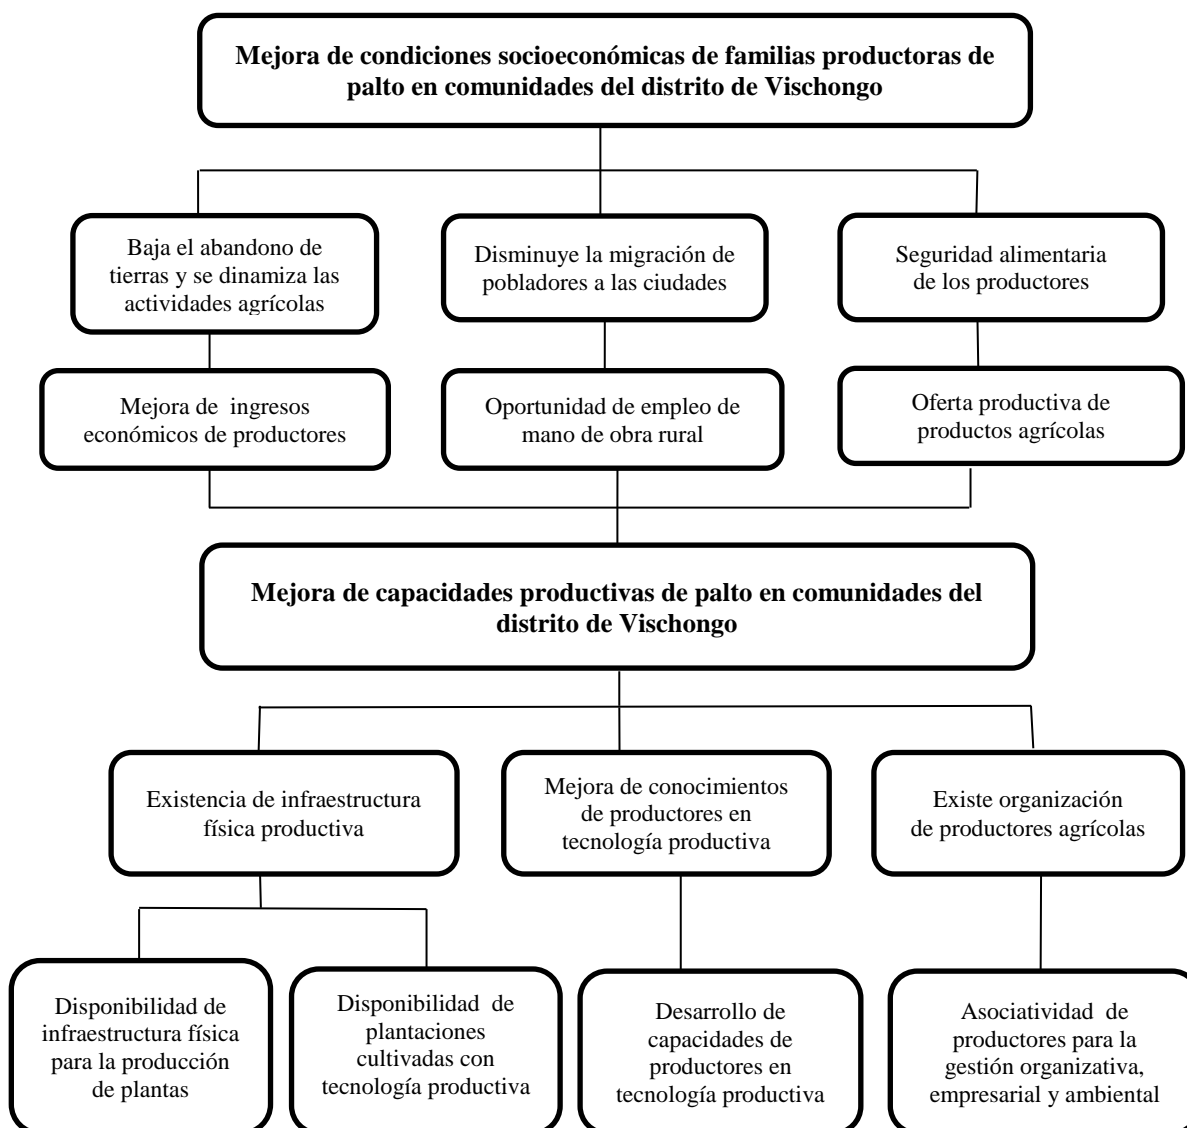 Mejora de condiciones socioeconómicas de familias productoras de
palto en comunidades del distrito de Vischongo
Baja el abandono de
tierras y se dinamiza las
actividades agrícolas
Disminuye la migración de
pobladores a las ciudades
Seguridad alimentaria
de los productores
Mejora de ingresos
económicos de productores
Oportunidad de empleo de
mano de obra rural
Oferta productiva de
productos agrícolas
Mejora de capacidades productivas de palto en comunidades del
distrito de Vischongo
Existencia de infraestructura
física productiva
Mejora de conocimientos
de productores en
tecnología productiva
Existe organización
de productores agrícolas
Disponibilidad de
infraestructura física
para la producción
de plantas
Disponibilidad de
plantaciones
cultivadas con
tecnología productiva
Desarrollo de
capacidades de
productores en
tecnología productiva
Asociatividad de
productores para la
gestión organizativa,
empresarial y ambiental